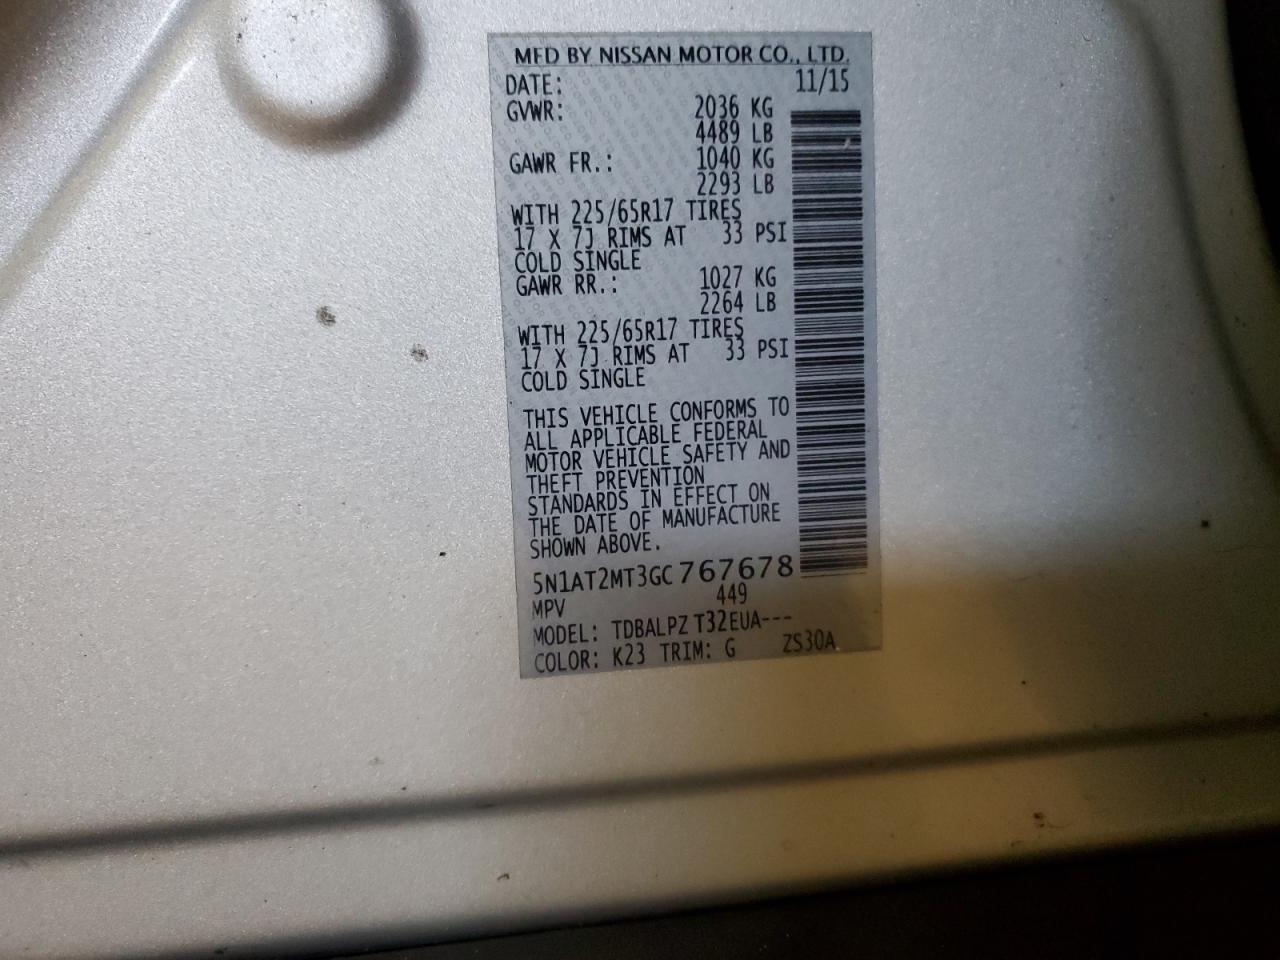 MFD BY NISSAN MOTOR CO., LTD.
DATE: 11/15
GVWR: 2036 KG
4489 LB
GAWR FR.: 1040 KG
2293 LB
WITH 225/65R17 TIRES
17 X 7J RIMS AT 33 PSI
COLD SINGLE
GAWR RR.: 1027 KG
2264 LB
WITH 225/65R17 TIRES
17 X 7J RIMS AT 33 PSI
COLD SINGLE
THIS VEHICLE CONFORMS TO
ALL APPLICABLE FEDERAL
MOTOR VEHICLE SAFETY AND
THEFT PREVENTION
STANDARDS IN EFFECT ON
THE DATE OF MANUFACTURE
SHOWN ABOVE.
5N1AT2MT3GC767678
MPV 449
MODEL: TDBALPZ T32EUA---
COLOR: K23 TRIM: G ZS30A